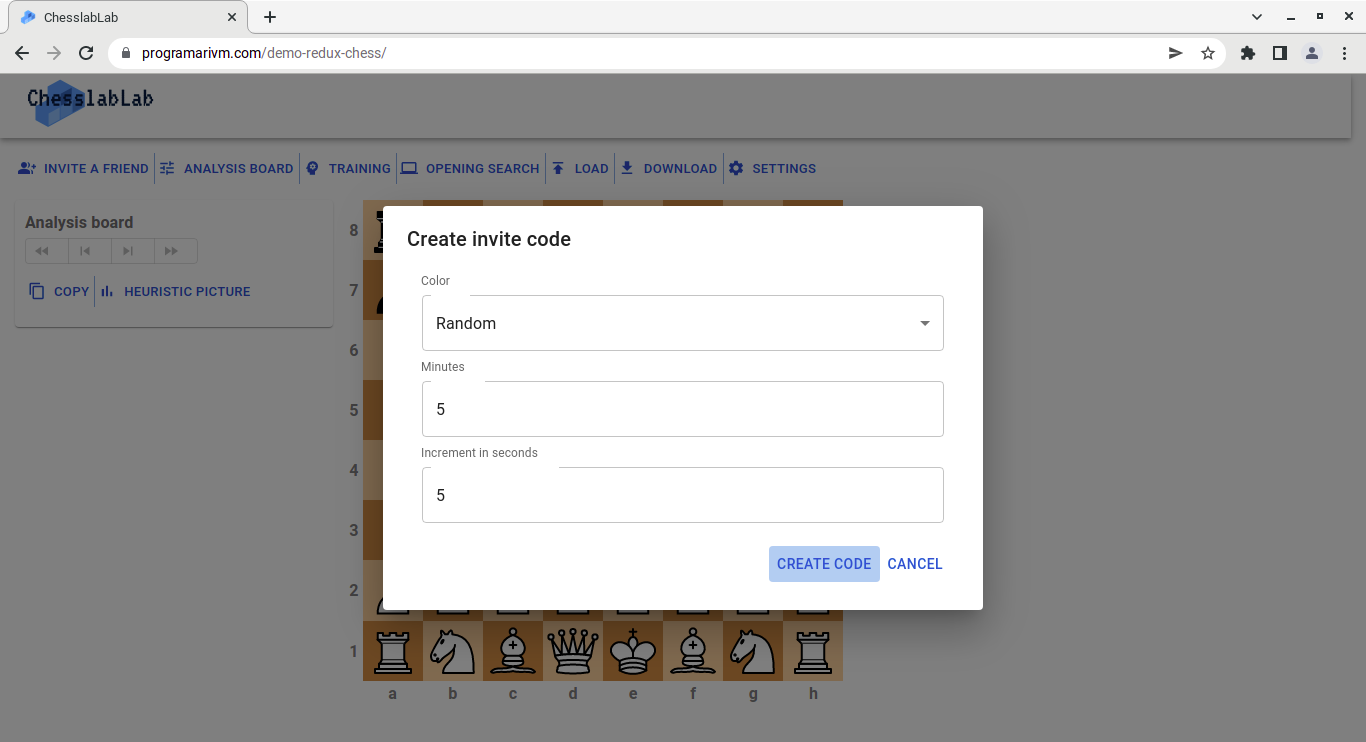 ChesslabLab
programarivm.com/demo-redux-chess/
ChesslabLab
INVITE A FRIEND ANALYSIS BOARD TRAINING OPENING SEARCH LOAD DOWNLOAD SETTINGS
Analysis board
COPY HEURISTIC PICTURE
Create invite code
Color
Random
Minutes
5
Increment in seconds
5
CREATE CODE CANCEL
8
7
6
5
4
3
2
1
a b c d e f g h